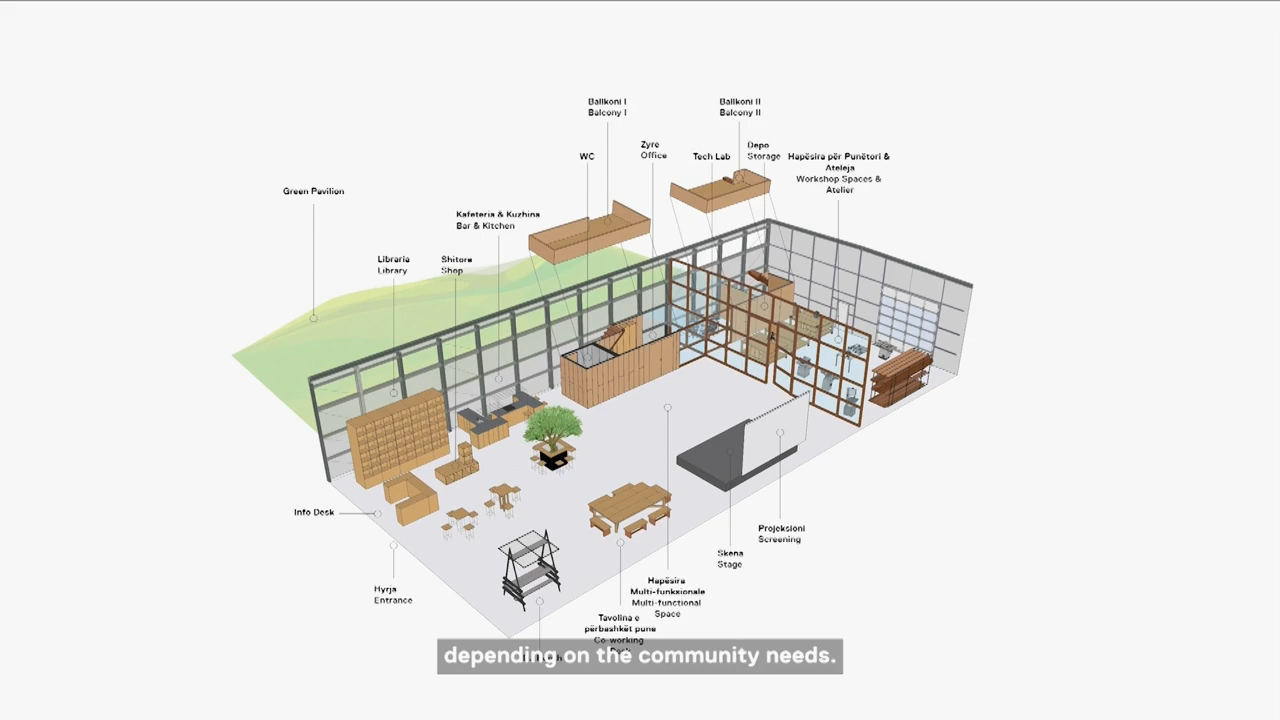 Ballkoni I
Balcony I
Ballkoni II
Balcony II
WC
Zyre
Office
Tech Lab
Depo
Storage
Hapësira për Punëtori &
Ateleja
Workshop Spaces &
Atelier
Green Pavilion
Kafeteria & Kuzhina
Bar & Kitchen
Libraria
Library
Shitore
Shop
Info Desk
Hyrja
Entrance
Projeksioni
Screening
Skena
Stage
Hapësira
Multi-funksionale
Multi-functional
Space
Tavolina e
përbashkët pune
Co-working
depending on the community needs.